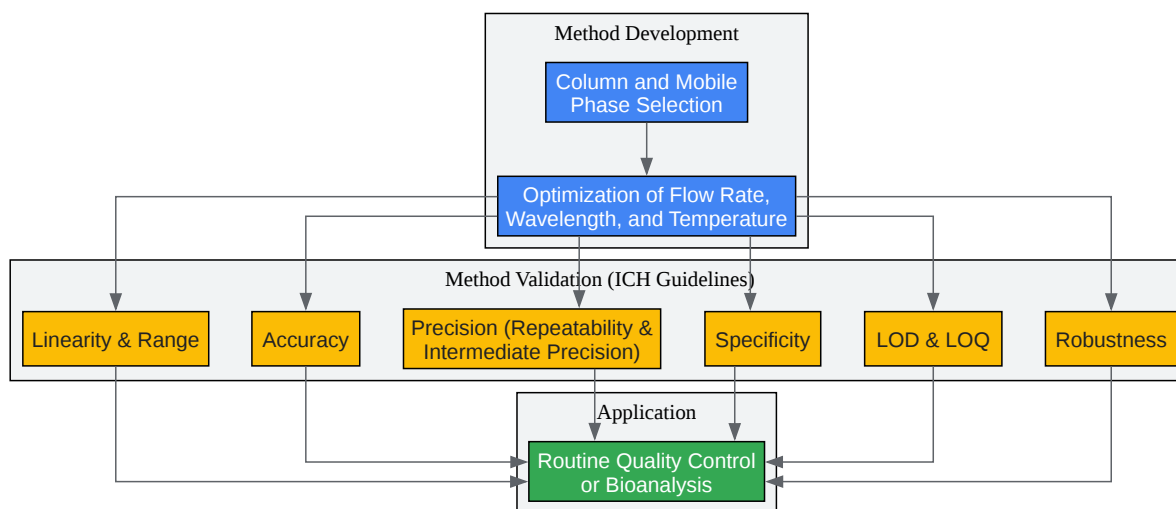 Method Development
Column and Mobile
Phase Selection
Optimization of Flow Rate,
Wavelength, and Temperature
Method Validation (ICH Guidelines)
Linearity & Range
Accuracy
Precision (Repeatability &
Intermediate Precision)
Specificity
LOD & LOQ
Robustness
Application
Routine Quality Control
or Bioanalysis